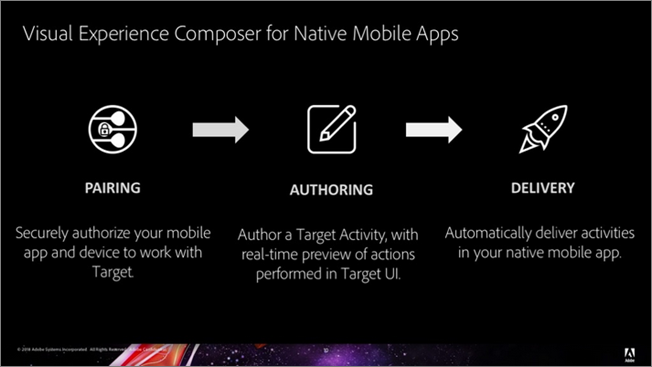 Visual Experience Composer for Native Mobile Apps
PAIRING
Securely authorize your mobile
app and device to work with
Target.
AUTHORING
Author a Target Activity, with
real-time preview of actions
performed in Target UI.
DELIVERY
Automatically deliver activities
in your native mobile app.
© 2018 Adobe Systems Incorporated. All Rights Reserved. Adobe Confidential.
Adobe